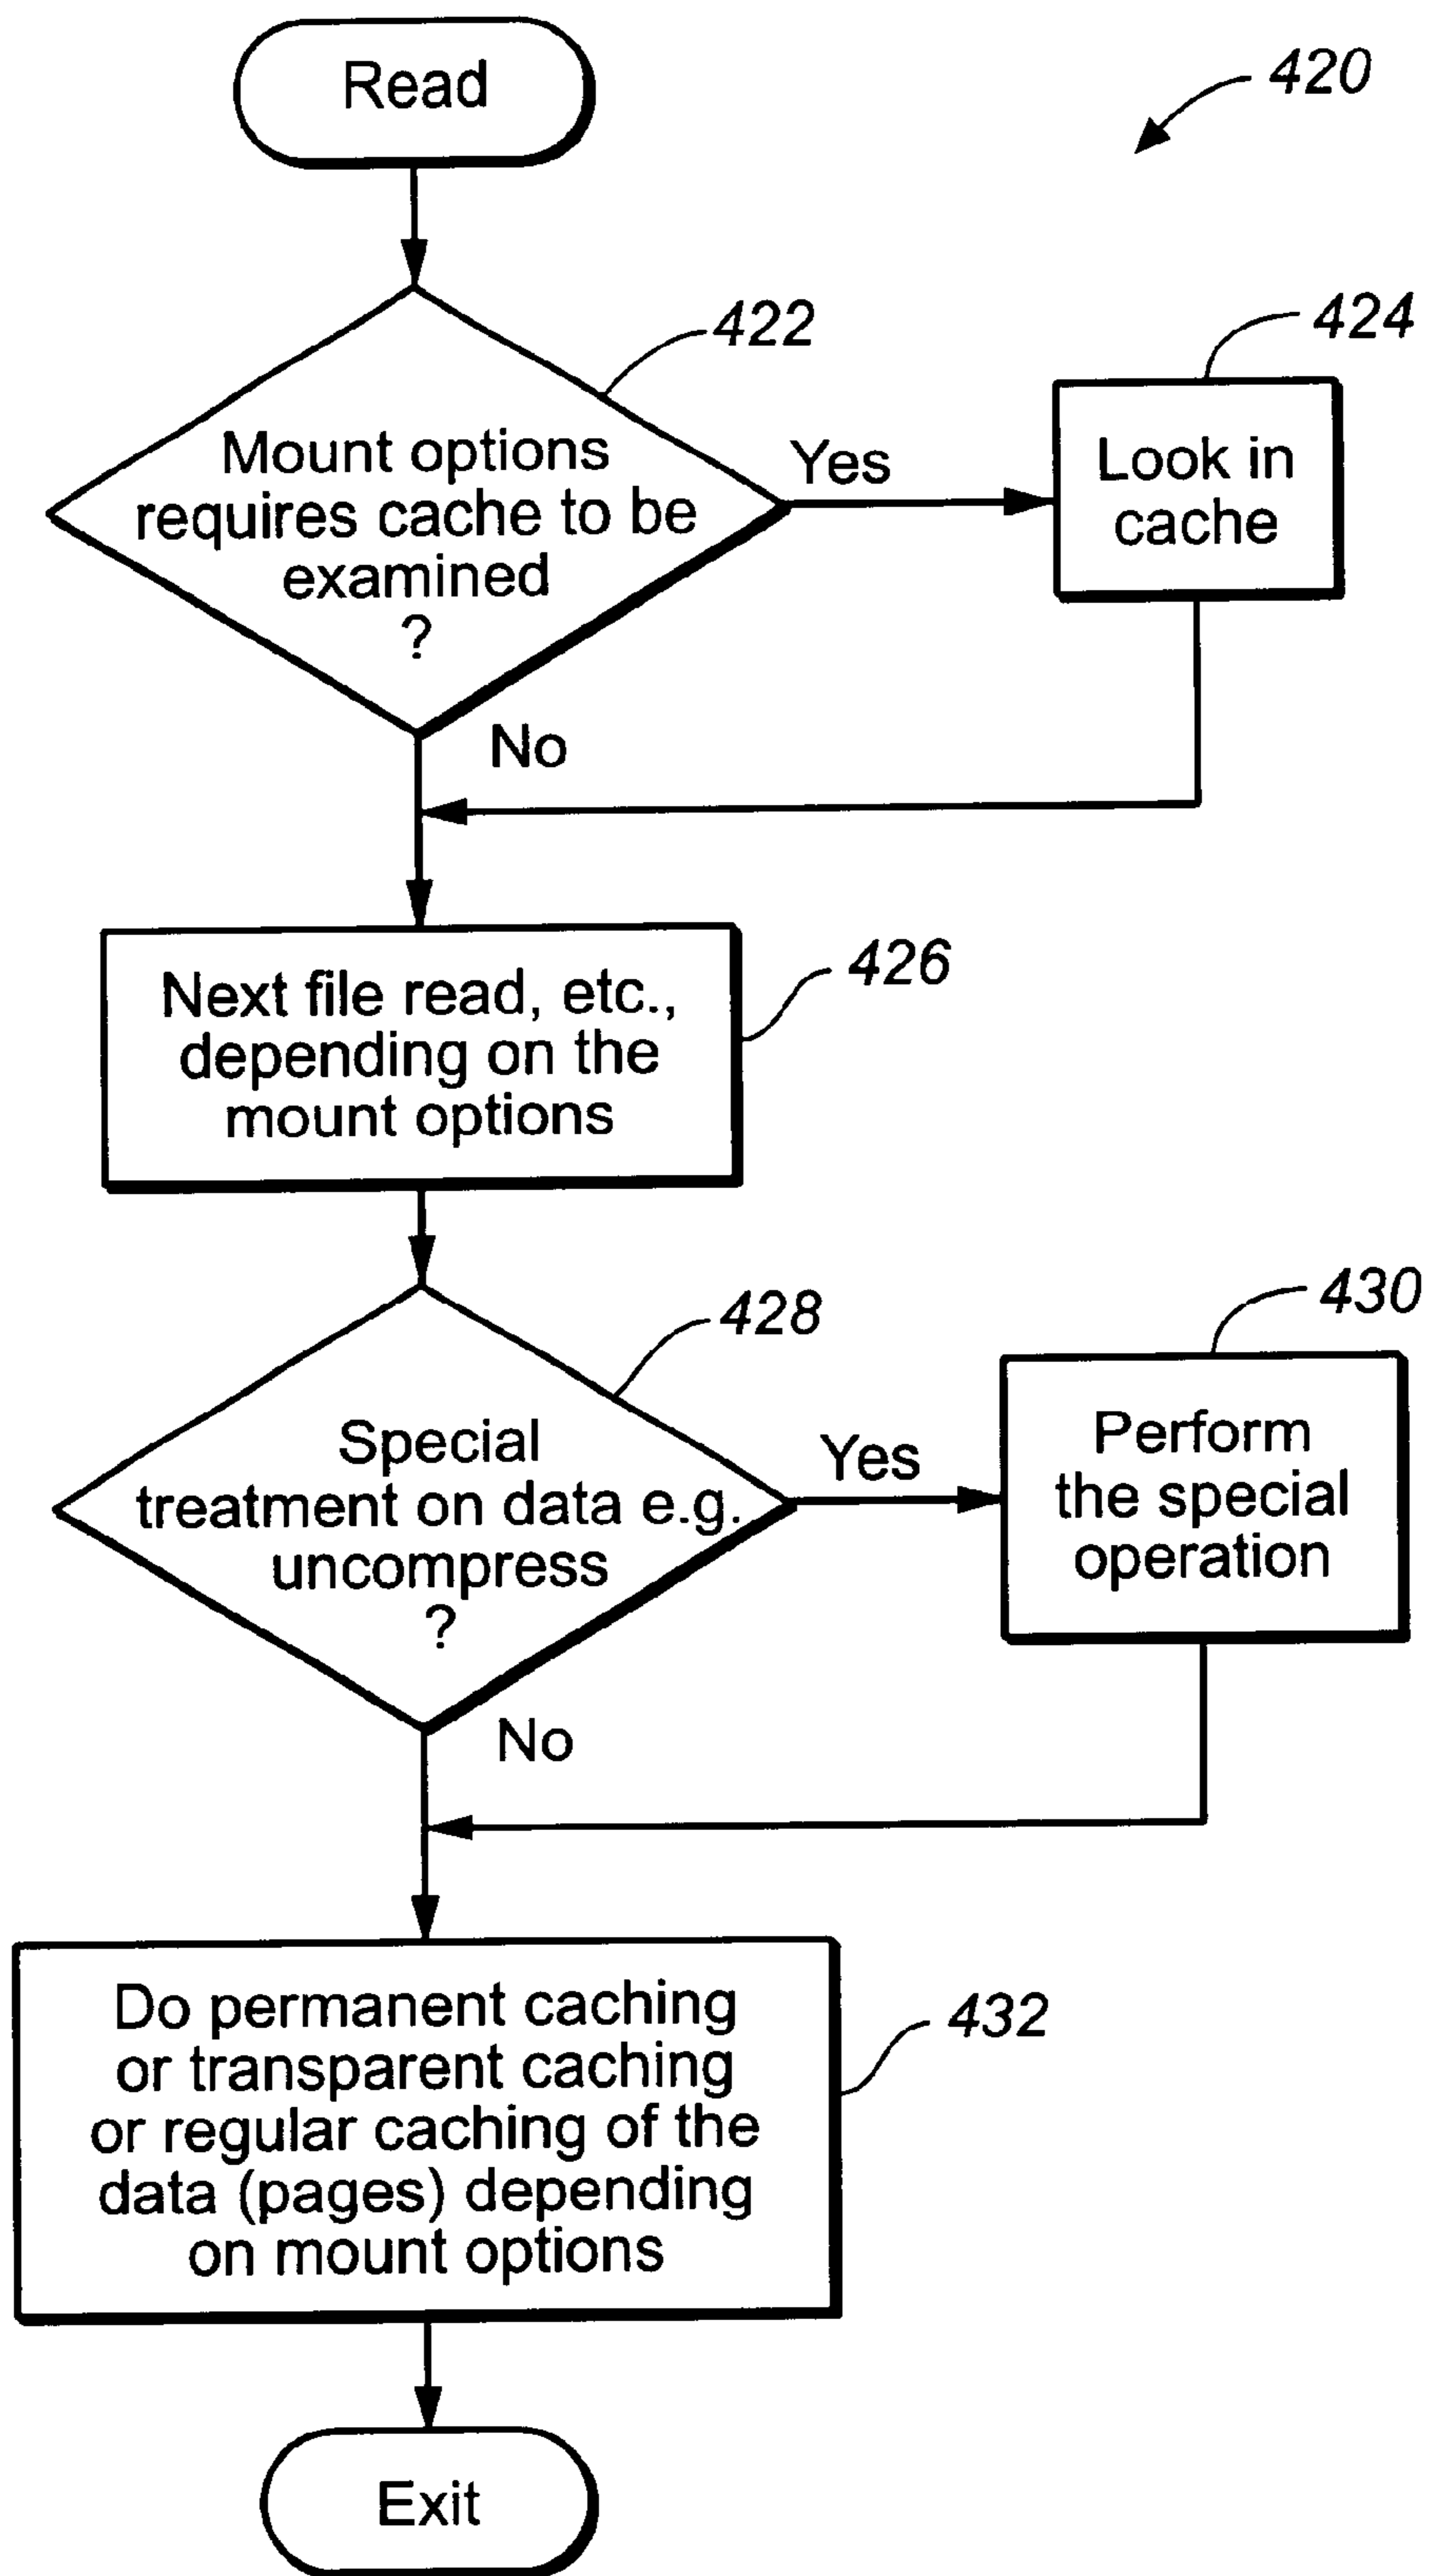 Read
420
422
424
Mount options
requires cache to be
examined
?
Yes
Look in
cache
No
426
Next file read, etc.,
depending on the
mount options
428
430
Special
treatment on data e.g.
uncompress
?
Yes
Perform
the special
operation
No
432
Do permanent caching
or transparent caching
or regular caching of the
data (pages) depending
on mount options
Exit